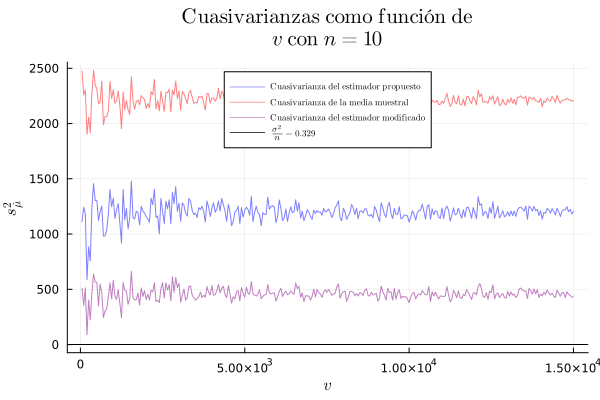 Cuasivarianzas como función de
v con n = 10
Cuasivarianza del estimador propuesto
Cuasivarianza de la media muestral
Cuasivarianza del estimador modificado
σ²/n − 0.329
s²_μ̂
2500
2000
1500
1000
500
0
0 5.00×10³ 1.00×10⁴ 1.50×10⁴
v